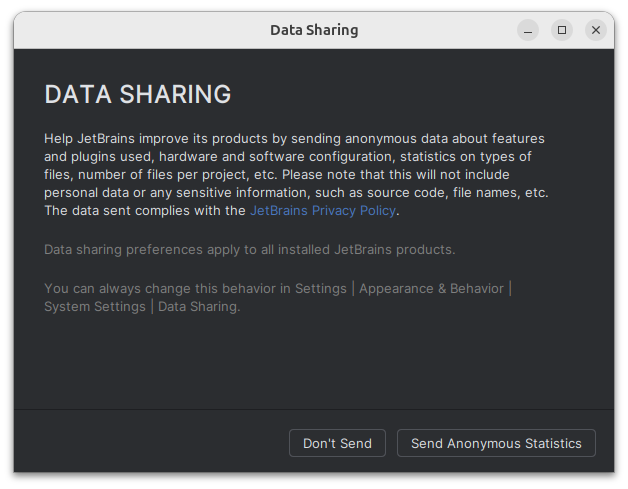 Data Sharing
DATA SHARING
Help JetBrains improve its products by sending anonymous data about features
and plugins used, hardware and software configuration, statistics on types of
files, number of files per project, etc. Please note that this will not include
personal data or any sensitive information, such as source code, file names, etc.
The data sent complies with the JetBrains Privacy Policy.
Data sharing preferences apply to all installed JetBrains products.
You can always change this behavior in Settings | Appearance & Behavior |
System Settings | Data Sharing.
Don't Send
Send Anonymous Statistics